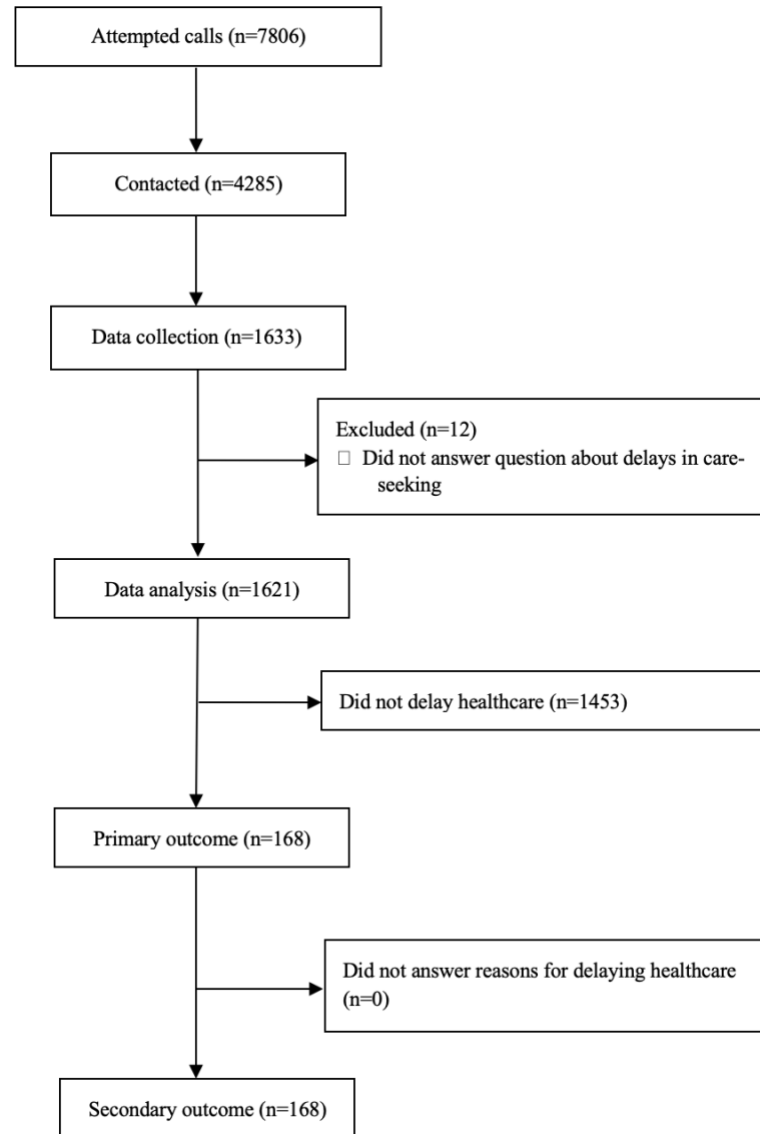 Attempted calls (n=7806)
Contacted (n=4285)
Data collection (n=1633)
Excluded (n=12)
□ Did not answer question about delays in care-
seeking
Data analysis (n=1621)
Did not delay healthcare (n=1453)
Primary outcome (n=168)
Did not answer reasons for delaying healthcare
(n=0)
Secondary outcome (n=168)